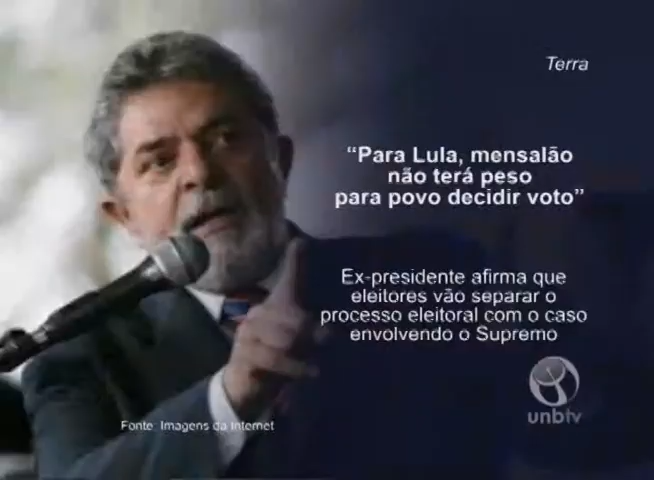 Terra
“Para Lula, mensalão
não terá peso
para povo decidir voto”
Ex-presidente afirma que
eleitores vão separar o
processo eleitoral com o caso
envolvendo o Supremo
unbtv
Fonte: Imagens da Internet